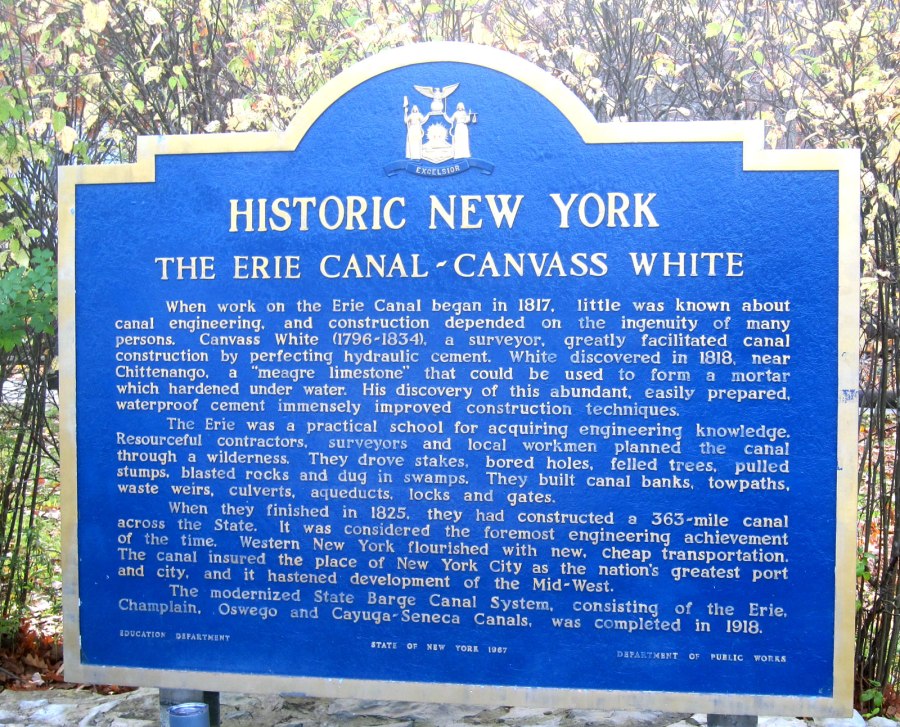 EXCELSIOR
HISTORIC NEW YORK
THE ERIE CANAL-CANVASS WHITE
When work on the Erie Canal began in 1817, little was known about
canal engineering, and construction depended on the ingenuity of many
persons. Canvass White (1796-1834), a surveyor, greatly facilitated canal
construction by perfecting hydraulic cement. White discovered in 1818, near
Chittenango, a "meagre limestone" that could be used to form a mortar
which hardened under water. His discovery of this abundant, easily prepared,
waterproof cement immensely improved construction techniques.
The Erie was a practical school for acquiring engineering knowledge.
Resourceful contractors, surveyors and local workmen planned the canal
through a wilderness. They drove stakes, bored holes, felled trees, pulled
stumps, blasted rocks and dug in swamps. They built canal banks, towpaths,
waste weirs, culverts, aqueducts, locks and gates.
When they finished in 1825, they had constructed a 363-mile canal
across the State. It was considered the foremost engineering achievement
of the time. Western New York flourished with new, cheap transportation.
The canal insured the place of New York City as the nation's greatest port
and city, and it hastened development of the Mid-West.
The modernized State Barge Canal System, consisting of the Erie,
Champlain, Oswego and Cayuga-Seneca Canals, was completed in 1918.
EDUCATION DEPARTMENT STATE OF NEW YORK 1967 DEPARTMENT OF PUBLIC WORKS